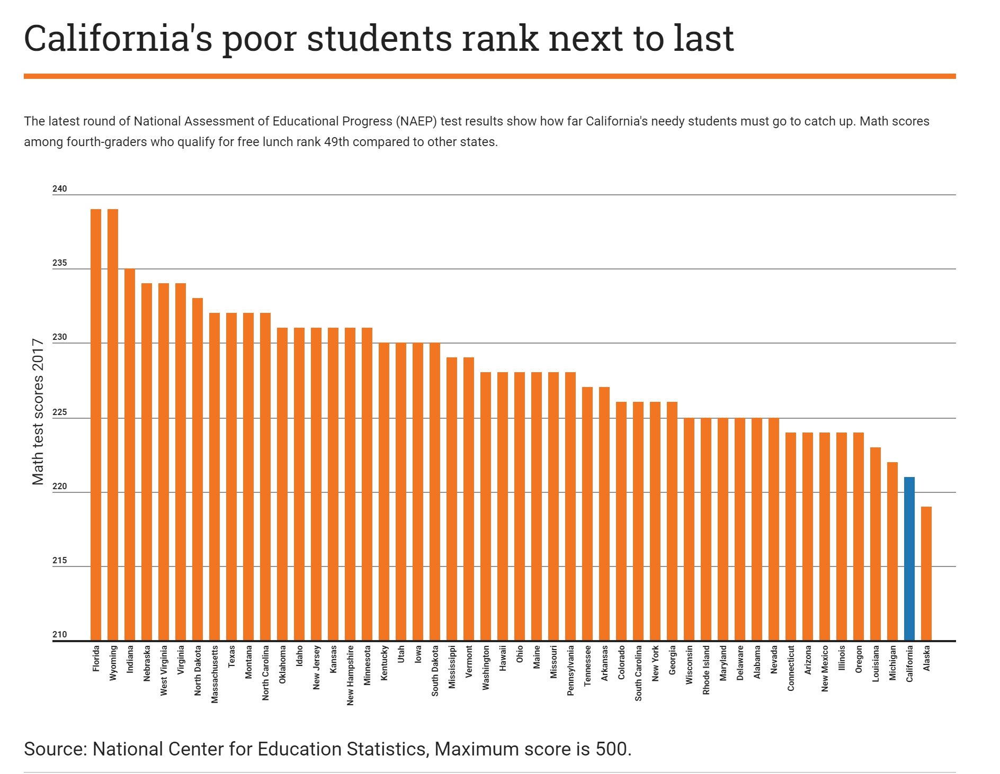 California's poor students rank next to last
The latest round of National Assessment of Educational Progress (NAEP) test results show how far California's needy students must go to catch up. Math scores
among fourth-graders who qualify for free lunch rank 49th compared to other states.
Math test scores 2017
240
235
230
225
220
215
210
Florida
Wyoming
Indiana
Nebraska
West Virginia
Virginia
North Dakota
Massachusetts
Texas
Montana
North Carolina
Oklahoma
Idaho
New Jersey
Kansas
New Hampshire
Minnesota
Kentucky
Utah
Iowa
South Dakota
Mississippi
Vermont
Washington
Hawaii
Ohio
Maine
Missouri
Pennsylvania
Tennessee
Arkansas
Colorado
South Carolina
New York
Georgia
Wisconsin
Rhode Island
Maryland
Delaware
Alabama
Nevada
Connecticut
Arizona
New Mexico
Illinois
Oregon
Louisiana
Michigan
California
Alaska
Source: National Center for Education Statistics, Maximum score is 500.